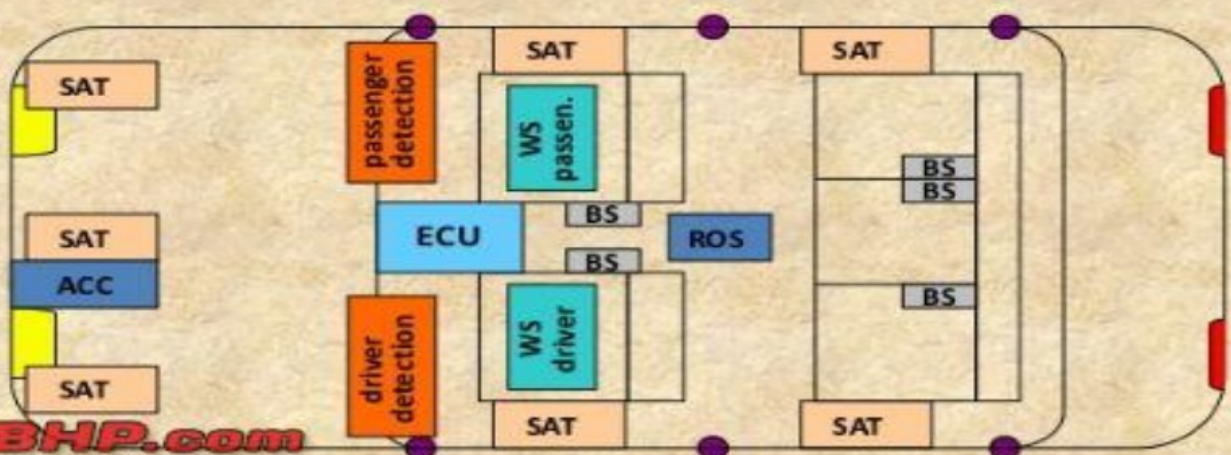 SAT
SAT
SAT
passenger
detection
WS
passen.
BS
BS
SAT
ECU
BS
ROS
ACC
BS
BS
driver
detection
WS
driver
SAT
SAT
SAT
BHP.com